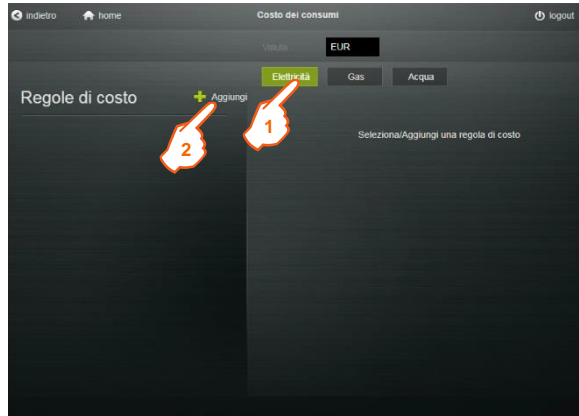 indietro home Costo dei consumi logout
Valuta EUR
Elettricità Gas Acqua
Regole di costo Aggiungi
1
Seleziona/Aggiungi una regola di costo
2